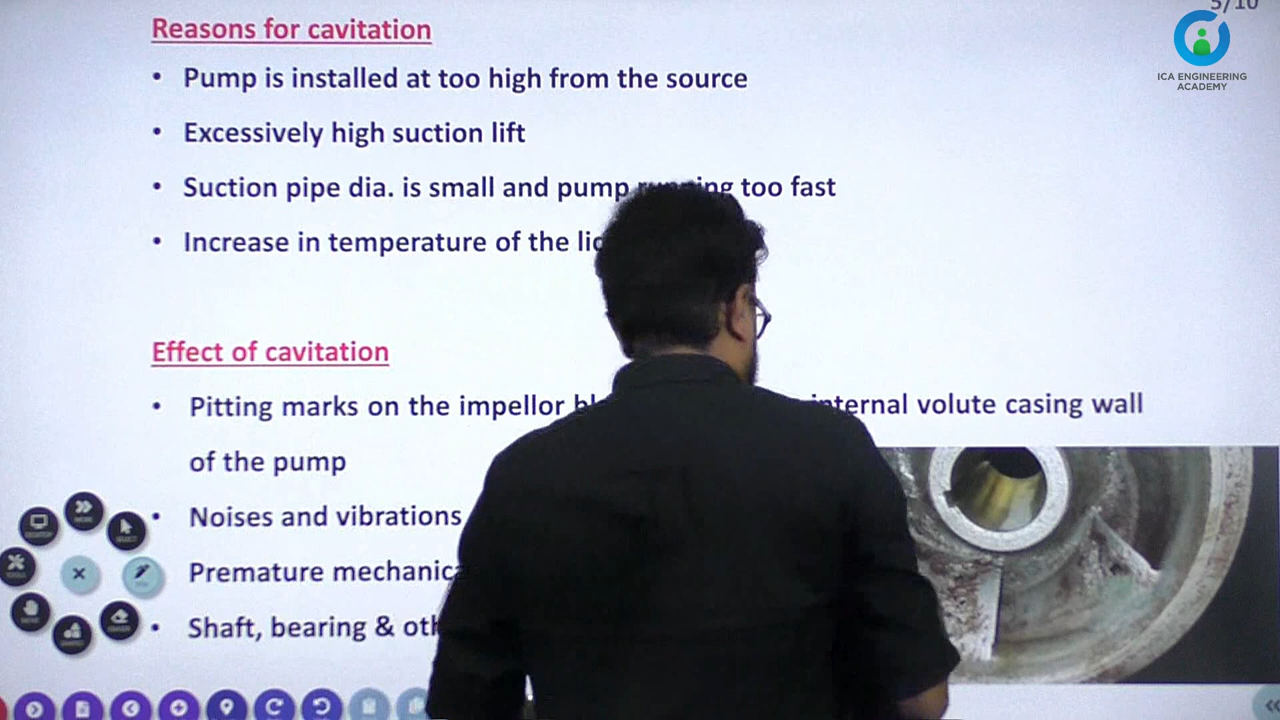 5/10
ICA ENGINEERING
ACADEMY
Reasons for cavitation
• Pump is installed at too high from the source
• Excessively high suction lift
• Suction pipe dia. is small and pump running too fast
• Increase in temperature of the
Effect of cavitation
• Pitting marks on the impellor internal volute casing wall
of the pump
• Noises and vibrations
Premature
• Shaft, bearing &